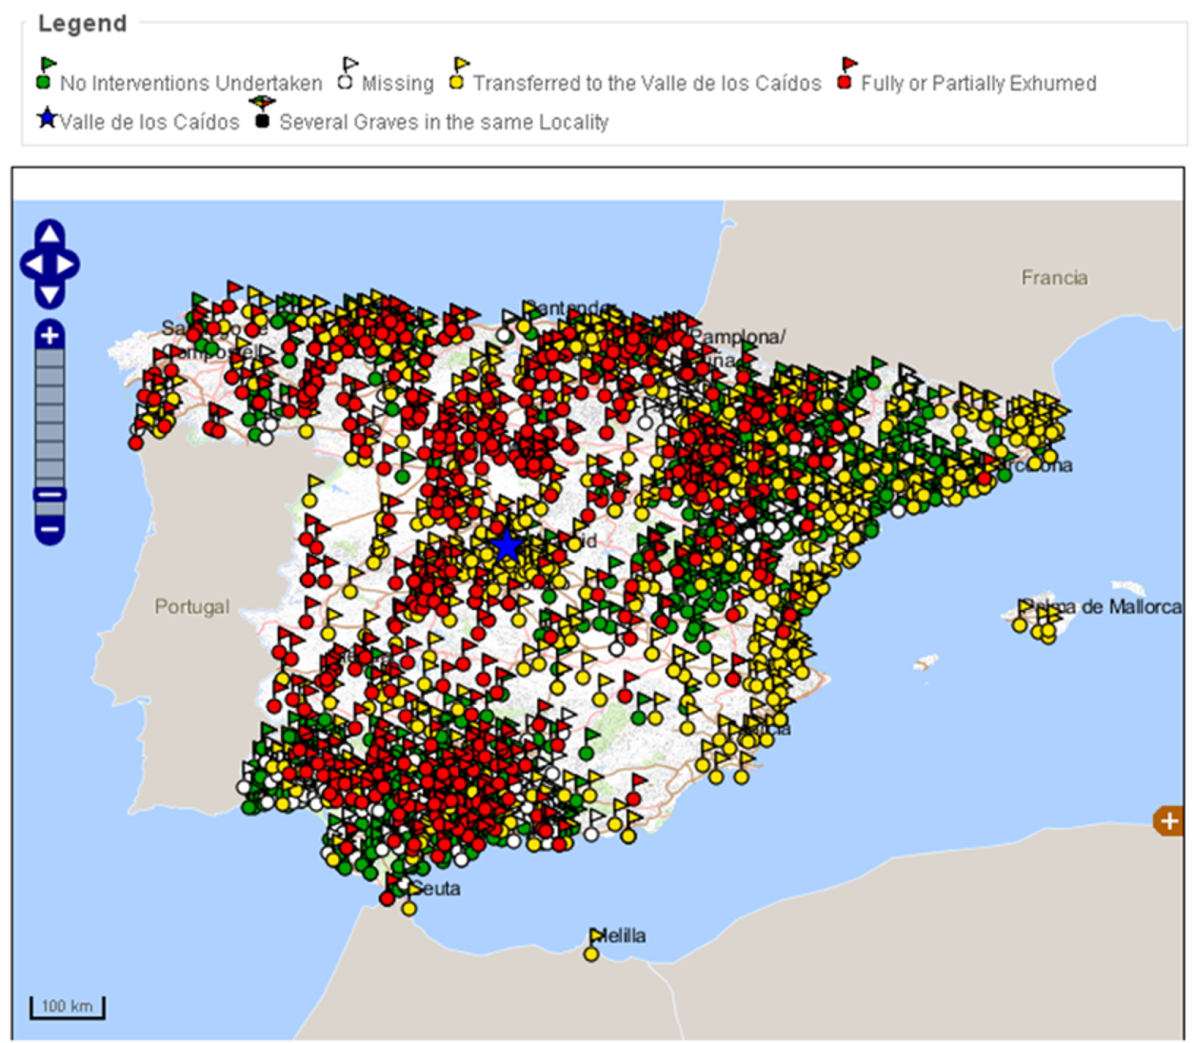 Legend
No Interventions Undertaken Missing Transferred to the Valle de los Caídos Fully or Partially Exhumed
Valle de los Caídos Several Graves in the same Locality
Francia
Santander
Pamplona/
Portugal
Palma de Mallorca
Ceuta
Melilla
100 km